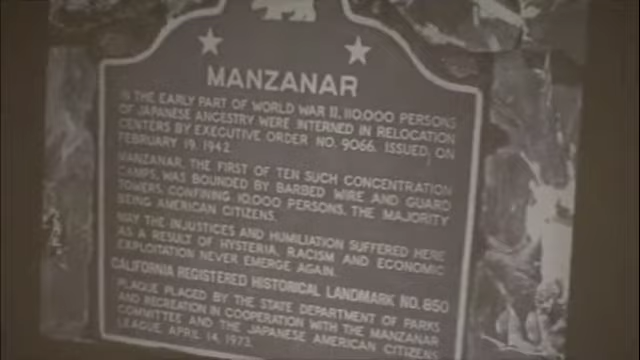 MANZANAR
IN THE EARLY PART OF WORLD WAR II, 110,000 PERSONS
OF JAPANESE ANCESTRY WERE INTERNED IN RELOCATION
CENTERS BY EXECUTIVE ORDER NO. 9066, ISSUED ON
FEBRUARY 19, 1942.
MANZANAR, THE FIRST OF TEN SUCH CONCENTRATION
CAMPS, WAS BOUNDED BY BARBED WIRE AND GUARD
TOWERS, CONFINING 10,000 PERSONS, THE MAJORITY
BEING AMERICAN CITIZENS.
MAY THE INJUSTICES AND HUMILIATION SUFFERED HERE
AS A RESULT OF HYSTERIA, RACISM AND ECONOMIC
EXPLOITATION NEVER EMERGE AGAIN.
CALIFORNIA REGISTERED HISTORICAL LANDMARK NO. 850
PLAQUE PLACED BY THE STATE DEPARTMENT OF PARKS
AND RECREATION IN COOPERATION WITH THE MANZANAR
COMMITTEE AND THE JAPANESE AMERICAN CITIZENS
LEAGUE, APRIL 14, 1973.